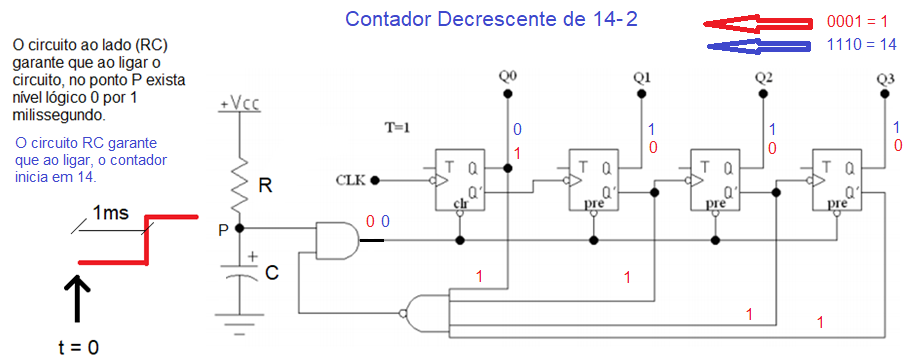 Contador Decrescente de 14-2
0001 = 1
1110 = 14
O circuito ao lado (RC)
garante que ao ligar o
circuito, no ponto P exista
nível lógico 0 por 1
milissegundo.
O circuito RC garante
que ao ligar, o contador
inicia em 14.
1ms
t = 0
+Vcc
R
P
+
C
0 0
CLK
T=1
Q0
Q1
Q2
Q3
0
1
1
0
1
0
1
0
T Q
Q'
clr
T Q
Q'
pre
T Q
Q'
pre
T Q
Q'
pre
1
1
1
1